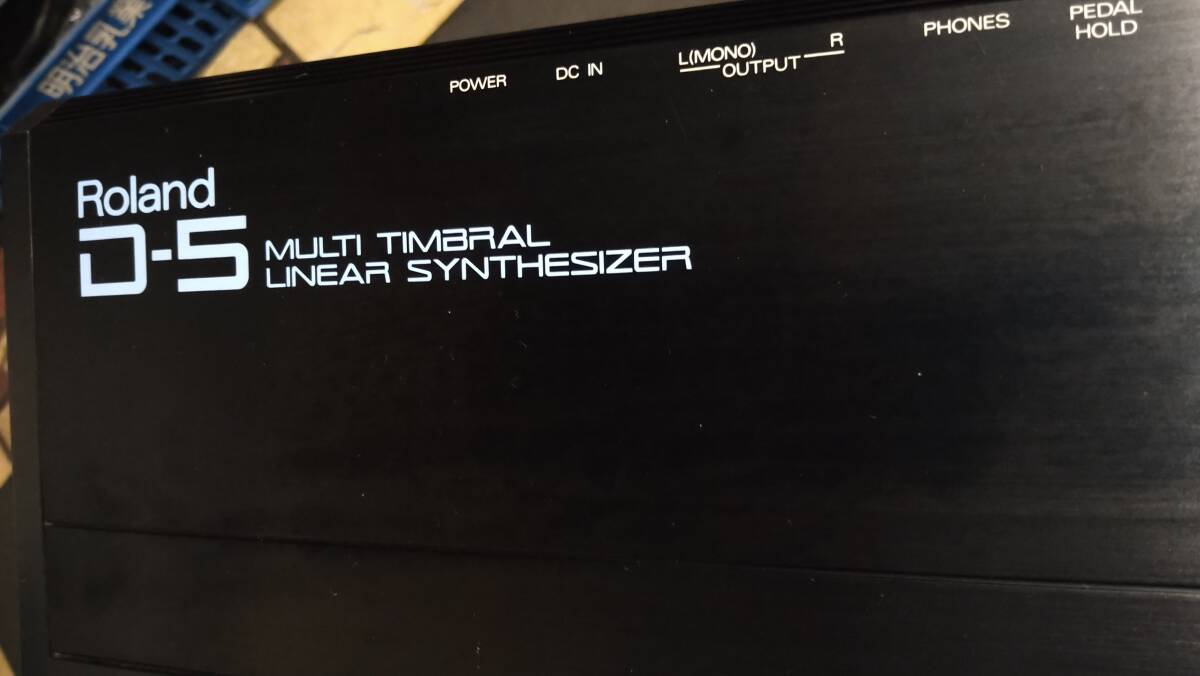 明治乳業
POWER
DC IN
L(MONO) R
OUTPUT
PHONES
PEDAL
HOLD
Roland
D-5
MULTI TIMBRAL
LINEAR SYNTHESIZER